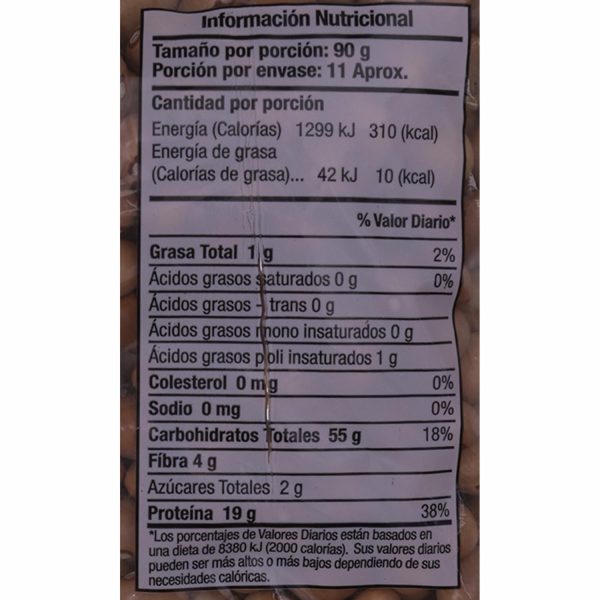 Información Nutricional
Tamaño por porción: 90 g
Porción por envase: 11 Aprox.
Cantidad por porción
Energía (Calorías) 1299 kJ 310 (kcal)
Energía de grasa
(Calorías de grasa)... 42 kJ 10 (kcal)
% Valor Diario*
Grasa Total 1 g 2%
Ácidos grasos saturados 0 g 0%
Ácidos grasos - trans 0 g
Ácidos grasos mono insaturados 0 g
Ácidos grasos poli insaturados 1 g
Colesterol 0 mg 0%
Sodio 0 mg 0%
Carbohidratos Totales 55 g 18%
Fíbra 4 g
Azúcares Totales 2 g
Proteína 19 g 38%
*Los porcentajes de Valores Diarios están basados en
una dieta de 8380 kJ (2000 calorías). Sus valores diarios
pueden ser más altos o más bajos dependiendo de sus
necesidades calóricas.